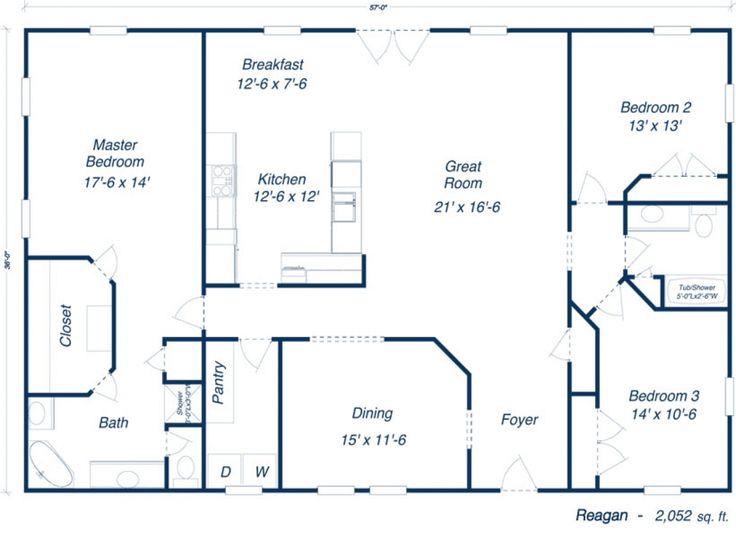 57'-0"
Breakfast
12'-6 x 7'-6
Bedroom 2
13' x 13'
Master
Bedroom
17'-6 x 14'
Kitchen
12'-6 x 12'
Great
Room
21' x 16'-6
36'-0"
Tub/Shower
5'-0"Lx2'-6"W
Closet
Pantry
Shower
Bath
Dining
15' x 11'-6
Foyer
Bedroom 3
14' x 10'-6
D
W
Reagan - 2,052 sq. ft.